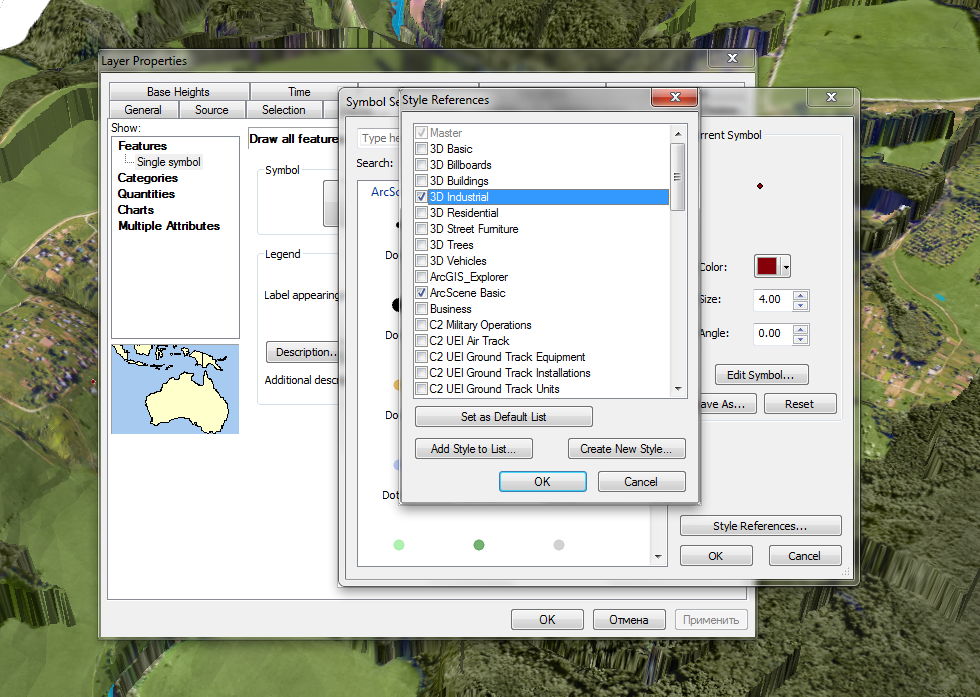 Layer Properties
Base Heights
Time
General
Source
Selection
Show:
Features
Single symbol
Categories
Quantities
Charts
Multiple Attributes
Draw all feature
Symbol
Legend
Label appearing
Description..
Additional desc
OK
Отмена
Применить
Symbol Se
Type he
Search:
ArcSc
Do
Do
Do
Dot
rrent Symbol
Color:
Size:
4.00
Angle:
0.00
Edit Symbol...
ave As...
Reset
Style References...
OK
Cancel
Style References
Master
3D Basic
3D Billboards
3D Buildings
3D Industrial
3D Residential
3D Street Furniture
3D Trees
3D Vehicles
ArcGIS_Explorer
ArcScene Basic
Business
C2 Military Operations
C2 UEI Air Track
C2 UEI Ground Track Equipment
C2 UEI Ground Track Installations
C2 UEI Ground Track Units
Set as Default List
Add Style to List...
Create New Style...
OK
Cancel